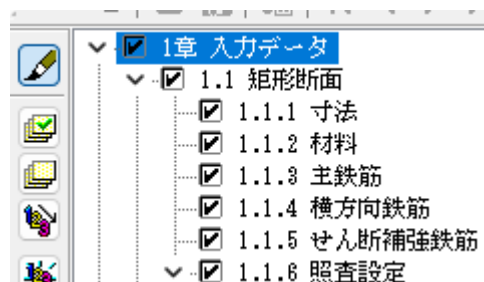 1章 入力データ
1.1 矩形断面
1.1.1 寸法
1.1.2 材料
1.1.3 主鉄筋
1.1.4 横方向鉄筋
1.1.5 せん断補強鉄筋
1.1.6 照査設定